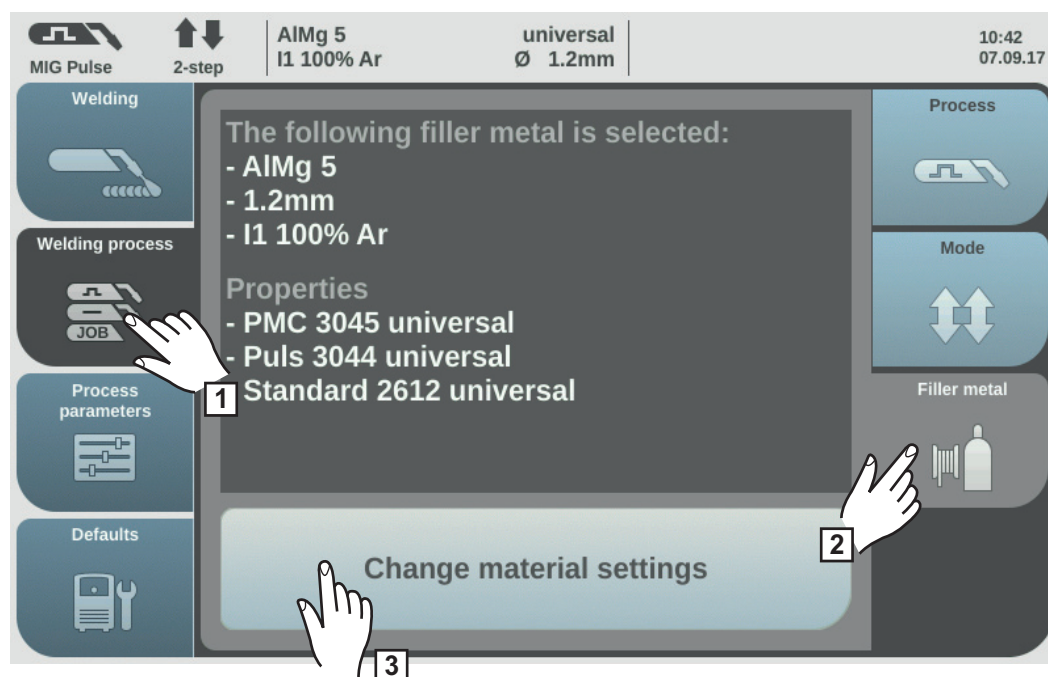 MIG Pulse
2-step
AlMg 5
I1 100% Ar
universal
Ø 1.2mm
10:42
07.09.17
Welding
Welding process
JOB
Process
parameters
Defaults
The following filler metal is selected:
- AlMg 5
- 1.2mm
- I1 100% Ar
Properties
- PMC 3045 universal
- Puls 3044 universal
Standard 2612 universal
Change material settings
Process
Mode
Filler metal
1
2
3